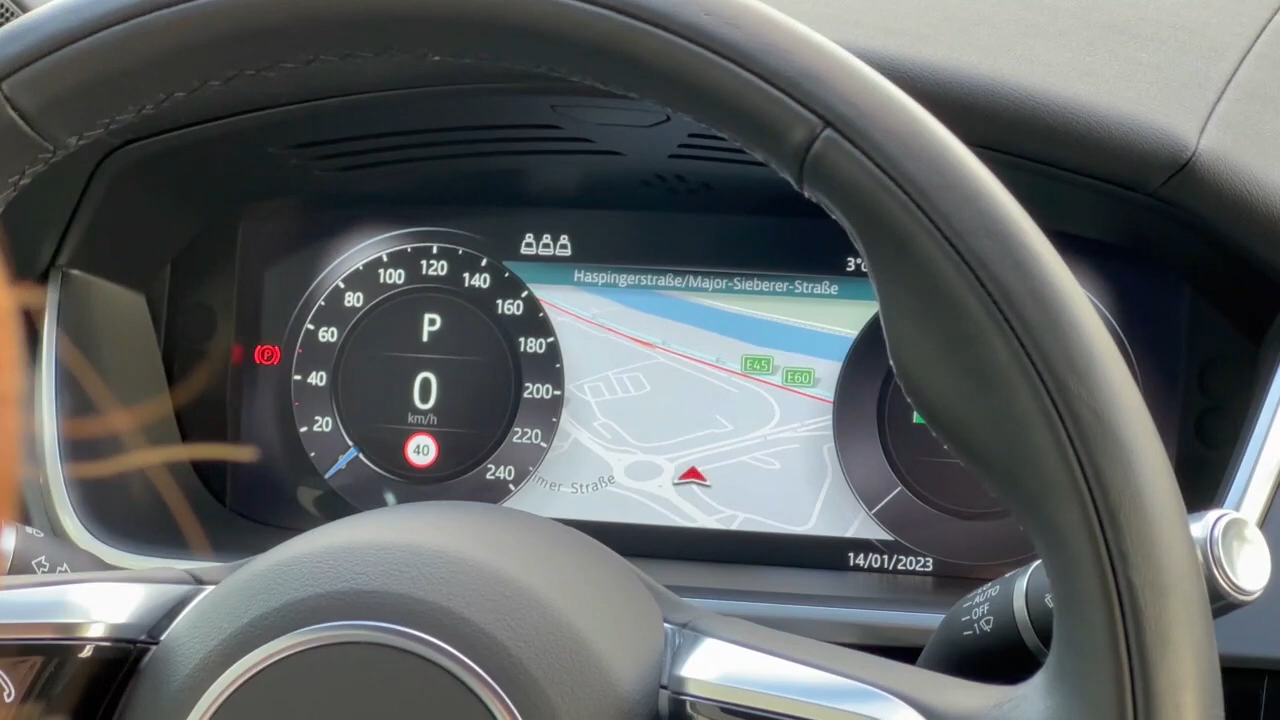 3°
Haspingerstraße/Major-Sieberer-Straße
20
40
60
80
100
120
140
160
180
200
220
240
P
0
km/h
40
P
E45
E60
Straße
14/01/2023
AUTO
OFF
1